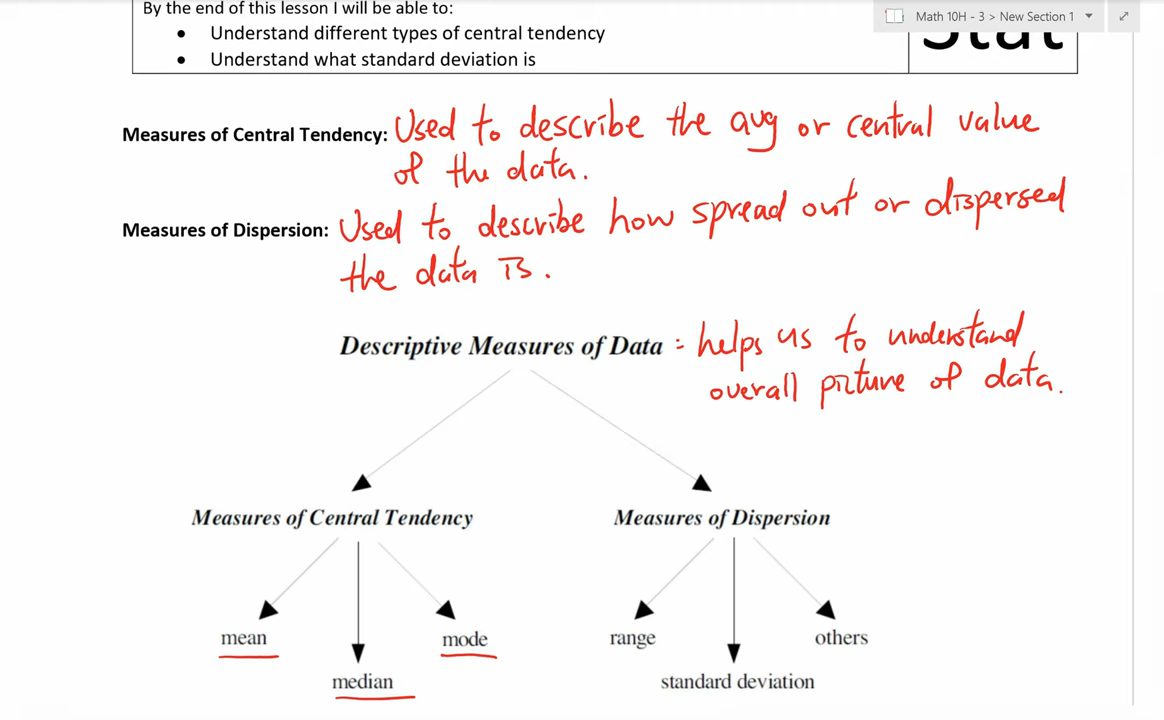 By the end of this lesson I will be able to:
Math 10H - 3 > New Section 1
• Understand different types of central tendency
Stat
• Understand what standard deviation is
Measures of Central Tendency: Used to describe the avg or central value
of the data.
Measures of Dispersion: Used to describe how spread out or dispersed
the data is.
Descriptive Measures of Data : helps us to understand
overall picture of data.
Measures of Central Tendency
Measures of Dispersion
mean
mode
range
others
median
standard deviation